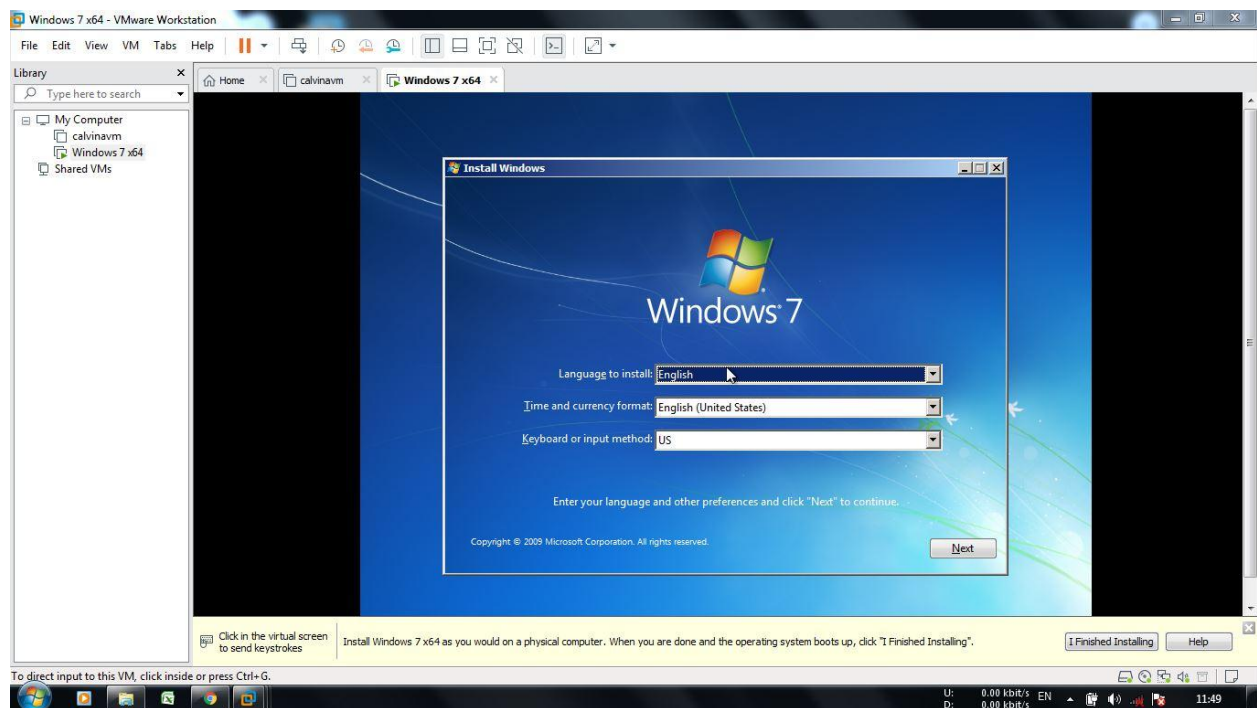 Windows 7 x64 - VMware Workstation
File Edit View VM Tabs Help
Library
Home
calvinavm
Windows 7 x64
Type here to search
My Computer
calvinavm
Windows 7 x64
Shared VMs
Install Windows
Windows 7
Language to install: English
Time and currency format: English (United States)
Keyboard or input method: US
Enter your language and other preferences and click "Next" to continue.
Copyright © 2009 Microsoft Corporation. All rights reserved.
Next
Click in the virtual screen
to send keystrokes
Install Windows 7 x64 as you would on a physical computer. When you are done and the operating system boots up, click "I Finished Installing".
I Finished Installing
Help
To direct input to this VM, click inside or press Ctrl+G.
U: 0.00 kbit/s
D: 0.00 kbit/s
EN
11:49